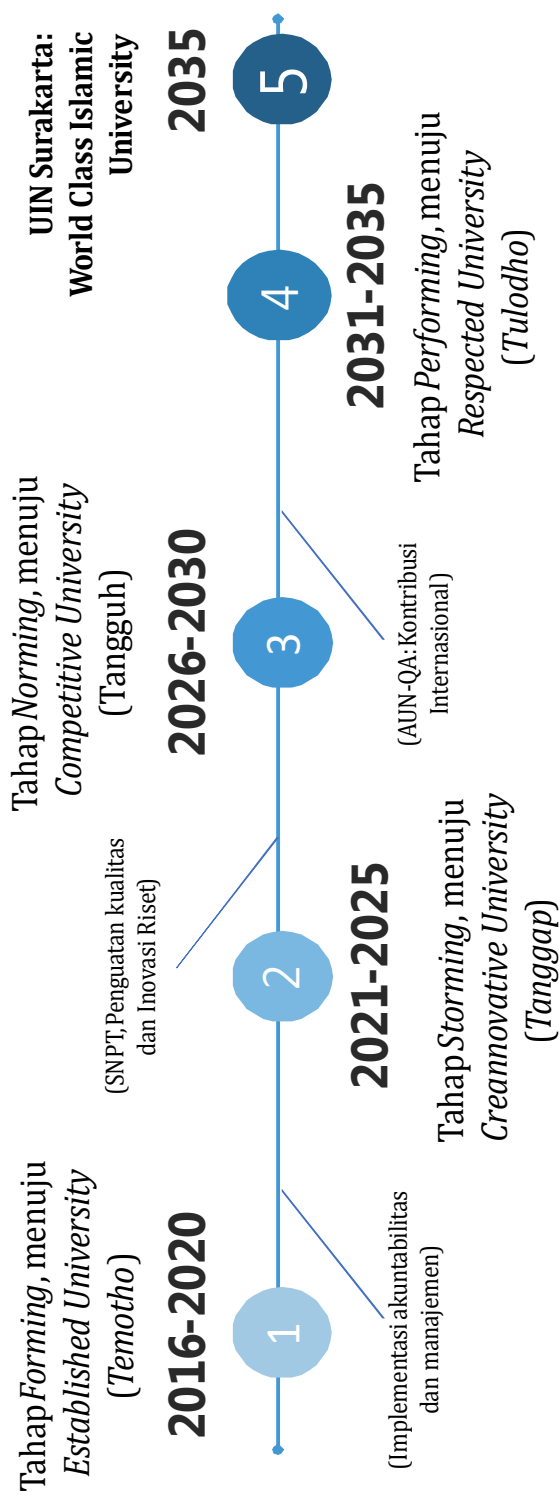 Tahap Forming, menuju
Established University
(Temotho)
2016-2020
1
(Implementasi akuntabilitas
dan manajemen)
2
2021-2025
Tahap Storming, menuju
Creannovative University
(Tanggap)
(SNPT,Penguatan kualitas
dan Inovasi Riset)
Tahap Norming, menuju
Competitive University
(Tangguh)
2026-2030
3
(AUN-QA:Kontribusi
Internasional)
4
2031-2035
Tahap Performing, menuju
Respected University
(Tulodho)
UIN Surakarta:
World Class Islamic
University
2035
5